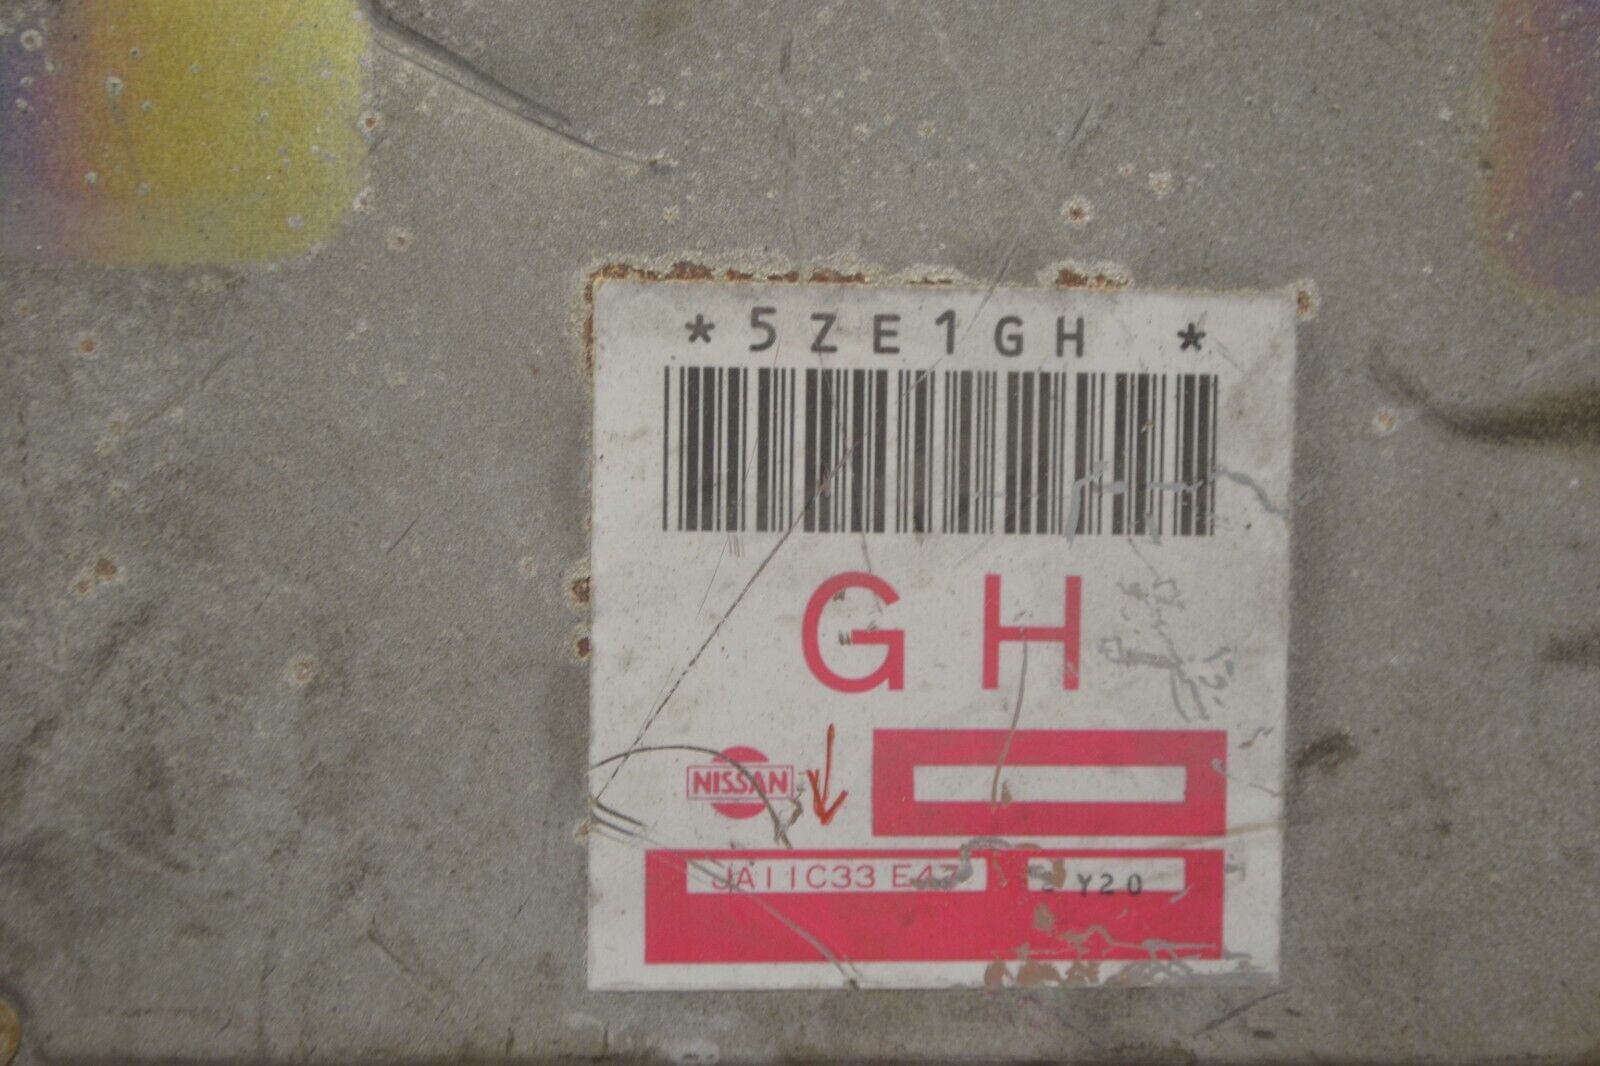 *5ZE1GH *
GH
NISSAN
JA11C33 E47
Y20